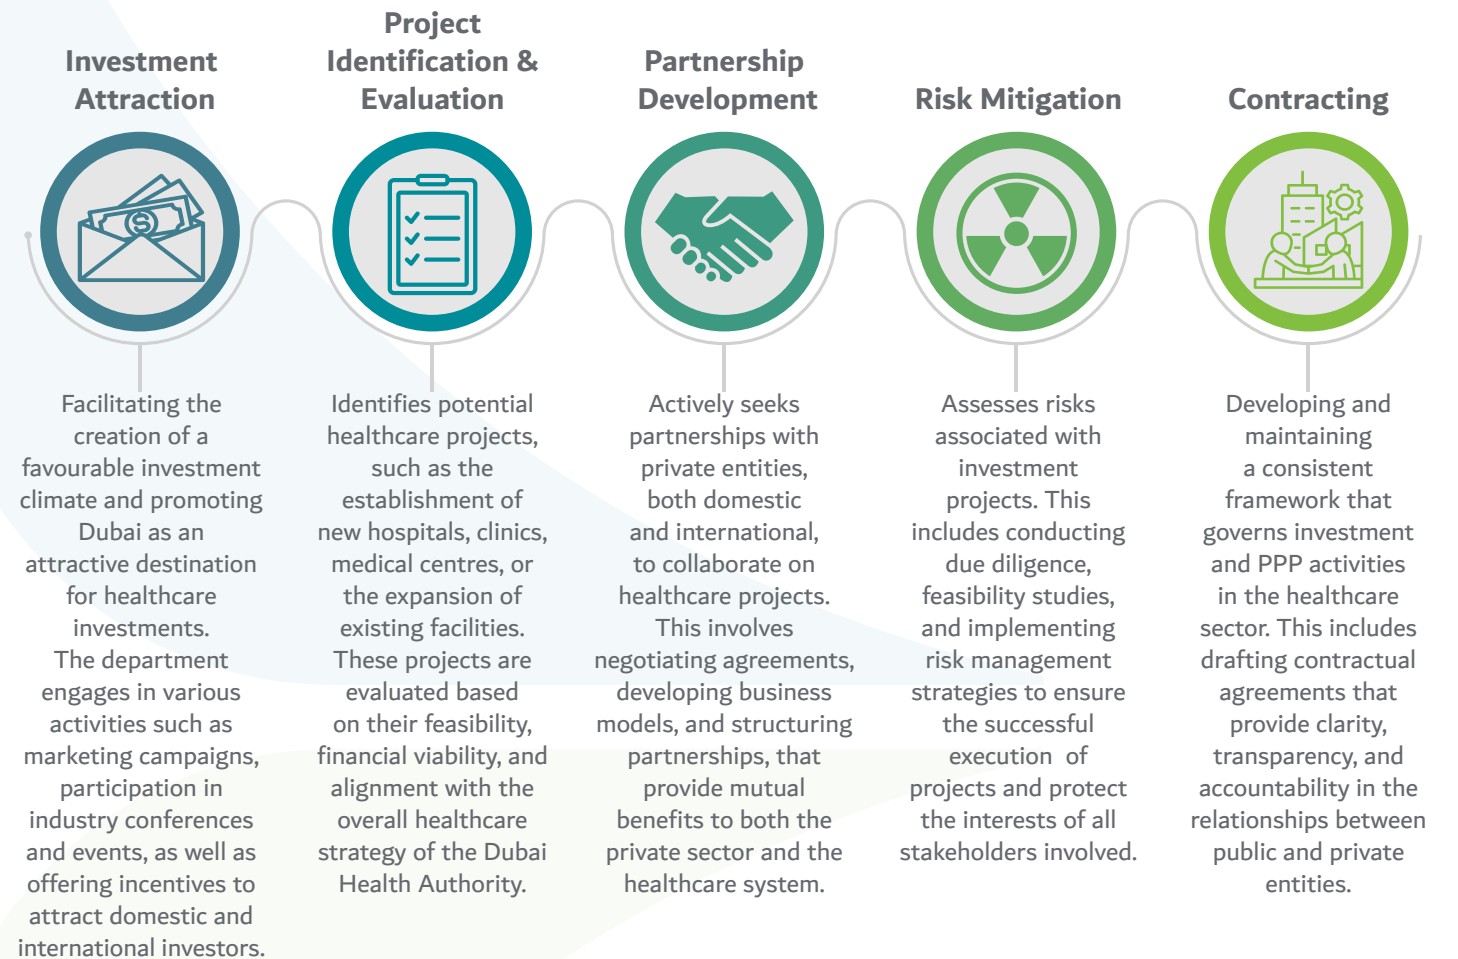 Investment
Attraction
Facilitating the
creation of a
favourable investment
climate and promoting
Dubai as an
attractive destination
for healthcare
investments.
The department
engages in various
activities such as
marketing campaigns,
participation in
industry conferences
and events, as well as
offering incentives to
attract domestic and
international investors.
Project
Identification &
Evaluation
Identifies potential
healthcare projects,
such as the
establishment of
new hospitals, clinics,
medical centres, or
the expansion of
existing facilities.
These projects are
evaluated based
on their feasibility,
financial viability, and
alignment with the
overall healthcare
strategy of the Dubai
Health Authority.
Partnership
Development
Actively seeks
partnerships with
private entities,
both domestic
and international,
to collaborate on
healthcare projects.
This involves
negotiating agreements,
developing business
models, and structuring
partnerships, that
provide mutual
benefits to both the
private sector and the
healthcare system.
Risk Mitigation
Assesses risks
associated with
investment
projects. This
includes conducting
due diligence,
feasibility studies,
and implementing
risk management
strategies to ensure
the successful
execution of
projects and protect
the interests of all
stakeholders involved.
Contracting
Developing and
maintaining
a consistent
framework that
governs investment
and PPP activities
in the healthcare
sector. This includes
drafting contractual
agreements that
provide clarity,
transparency, and
accountability in the
relationships between
public and private
entities.